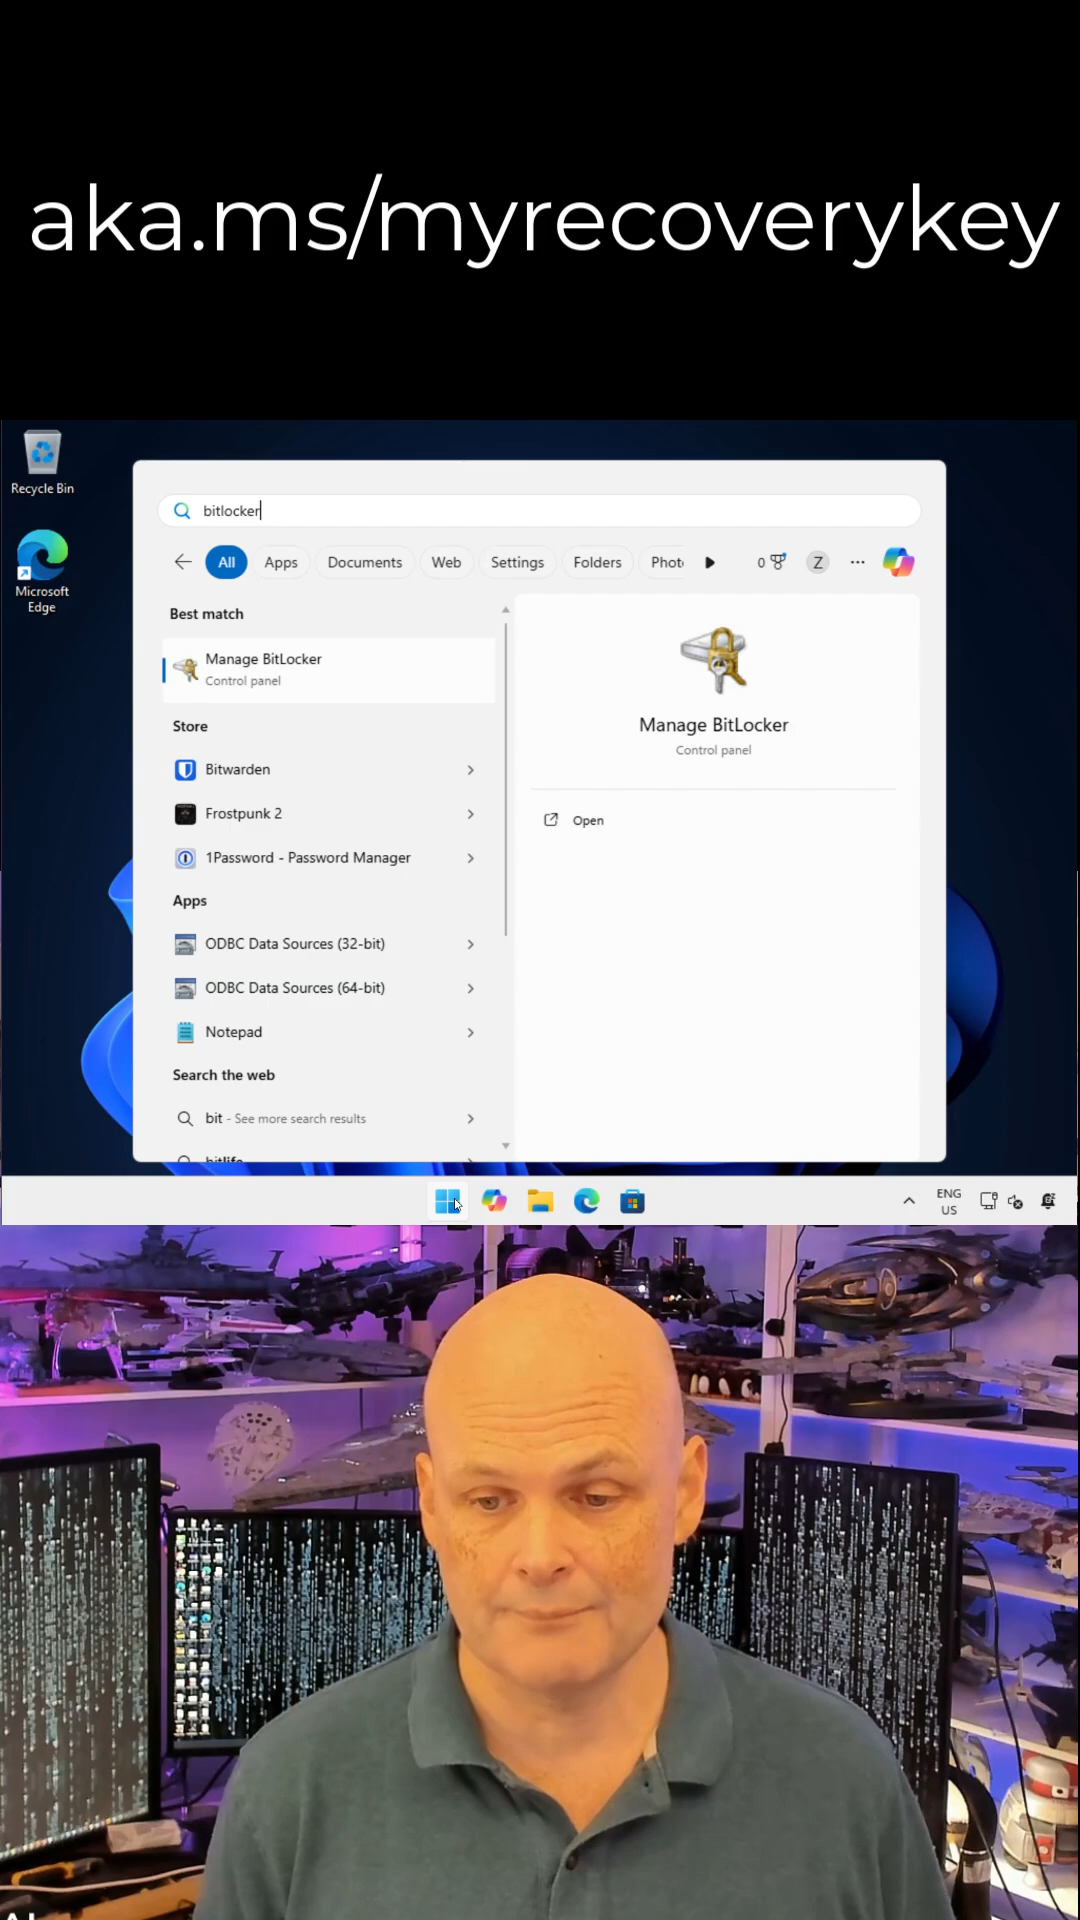 aka.ms/myrecoverykey
Recycle Bin
Microsoft
Edge
bitlocker
All
Apps
Documents
Web
Settings
Folders
0
Z
Best match
Manage BitLocker
Control panel
Store
Bitwarden
Frostpunk 2
1Password - Password Manager
Apps
ODBC Data Sources (32-bit)
ODBC Data Sources (64-bit)
Notepad
Search the web
bit - See more search results
Manage BitLocker
Control panel
Open
ENG
US